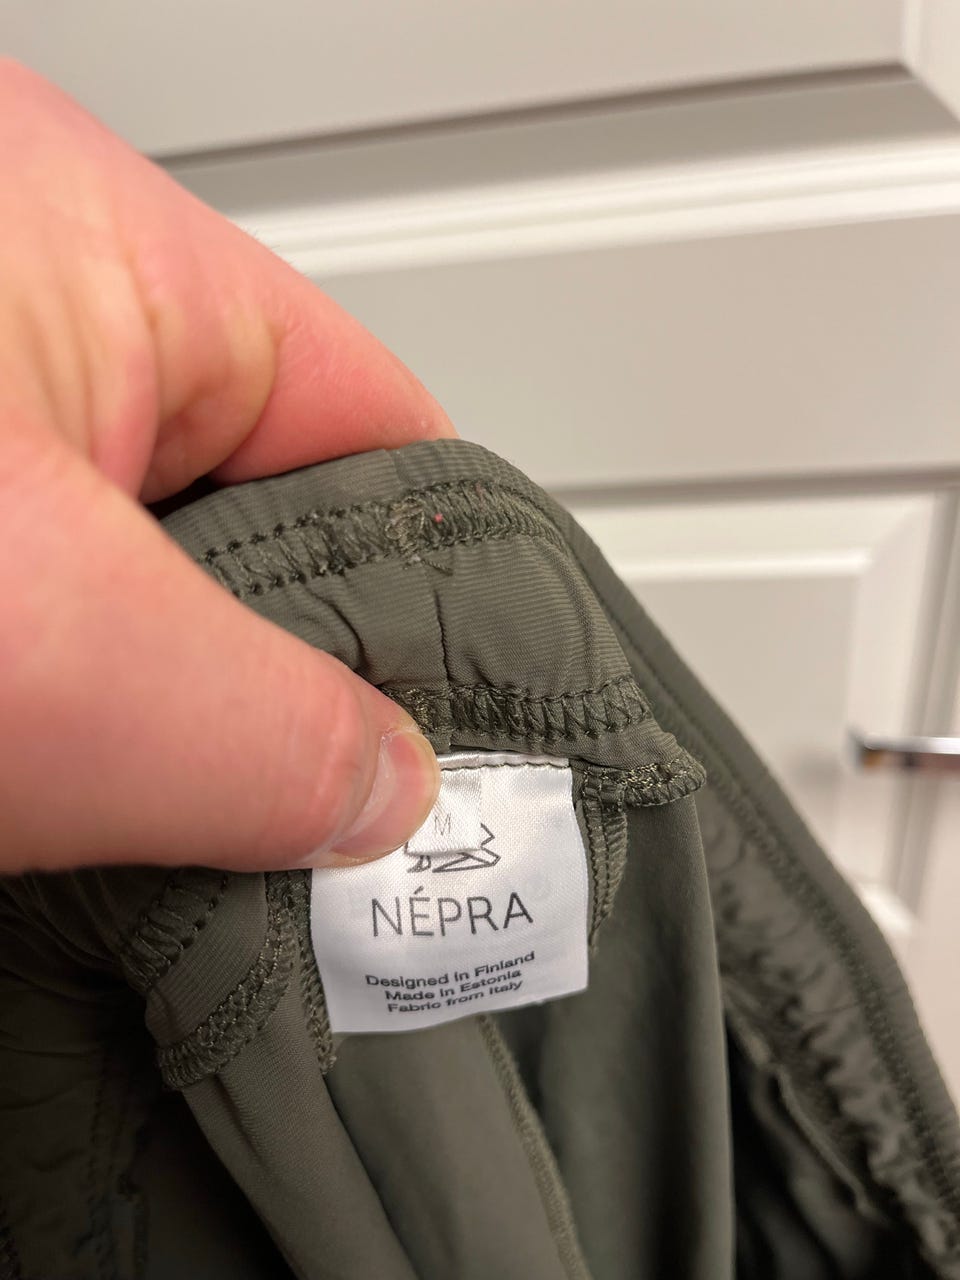 M
NÉPRA
Designed in Finland
Made in Estonia
Fabric from Italy